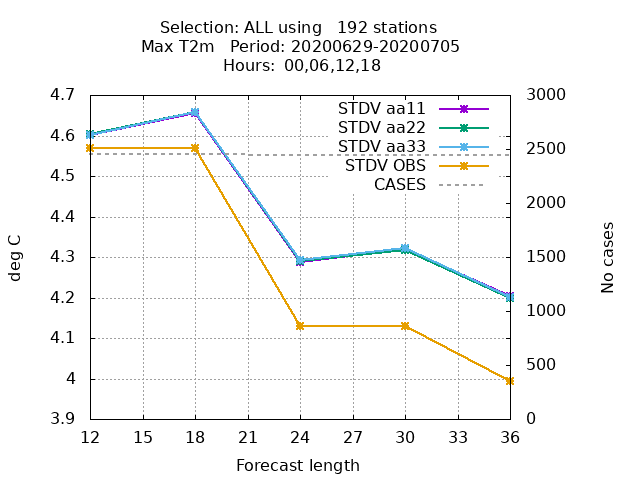 Selection: ALL using   192 stations
Max T2m   Period: 20200629-20200705
Hours:  00,06,12,18
4.7
4.6
4.5
4.4
4.3
4.2
4.1
4
3.9
3000
2500
2000
1500
1000
500
0
STDV aa11
STDV aa22
STDV aa33
STDV OBS
CASES
deg C
No cases
12 15 18 21 24 27 30 33 36
Forecast length